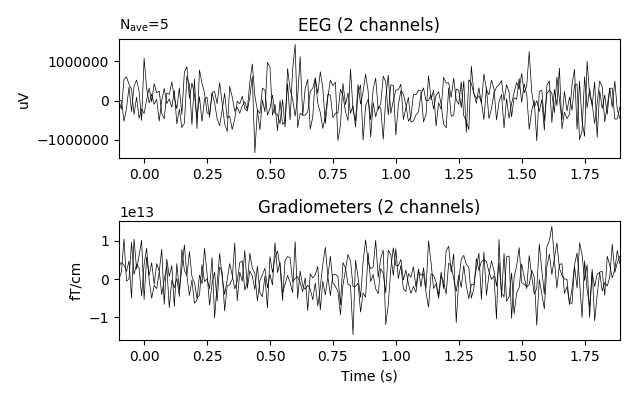 N_ave=5
EEG (2 channels)
1000000
0
−1000000
uV
0.00 0.25 0.50 0.75 1.00 1.25 1.50 1.75
1e13
Gradiometers (2 channels)
1
0
−1
fT/cm
0.00 0.25 0.50 0.75 1.00 1.25 1.50 1.75
Time (s)